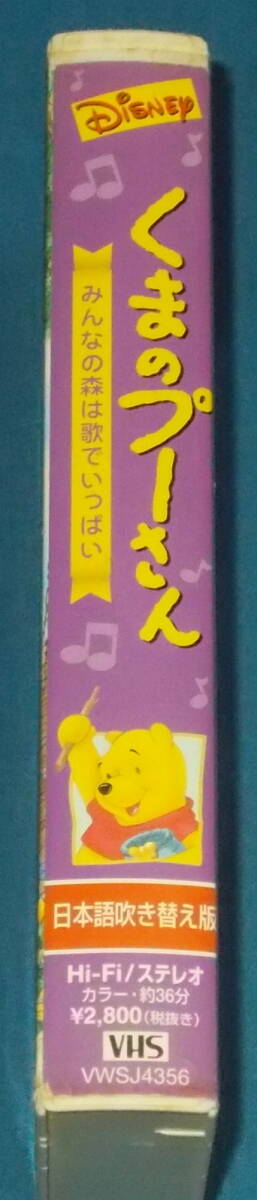 Disney
くまのプーさん
みんなの森は歌でいっぱい
日本語吹き替え版
Hi-Fi/ステレオ
カラー・約36分
¥2,800(税抜き)
VHS
VWSJ4356